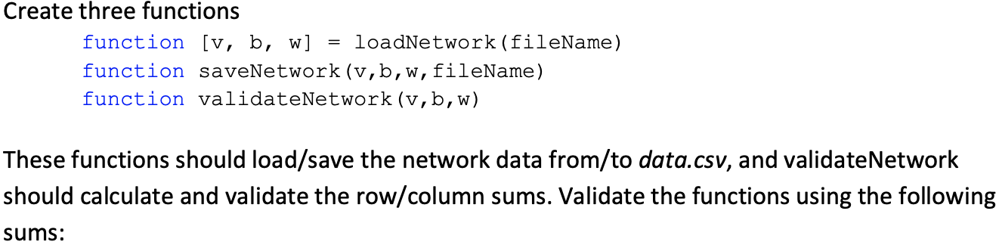 Create three functions
function [v, b, w] = loadNetwork(fileName)
function saveNetwork(v,b,w,fileName)
function validateNetwork(v,b,w)
These functions should load/save the network data from/to data.csv, and validateNetwork
should calculate and validate the row/column sums. Validate the functions using the following
sums: